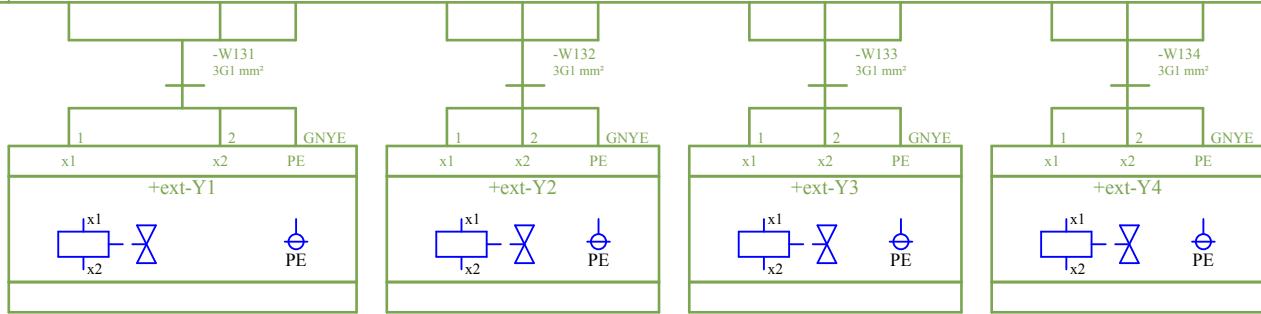 -W131 -W132 -W133 -W134
3G1 mm² 3G1 mm² 3G1 mm² 3G1 mm²
1 2 GNYE 1 2 GNYE 1 2 GNYE 1 2 GNYE
x1 x2 PE x1 x2 PE x1 x2 PE x1 x2 PE
+ext-Y1 +ext-Y2 +ext-Y3 +ext-Y4
x1 x1 x1 x1
PE PE PE PE
x2 x2 x2 x2